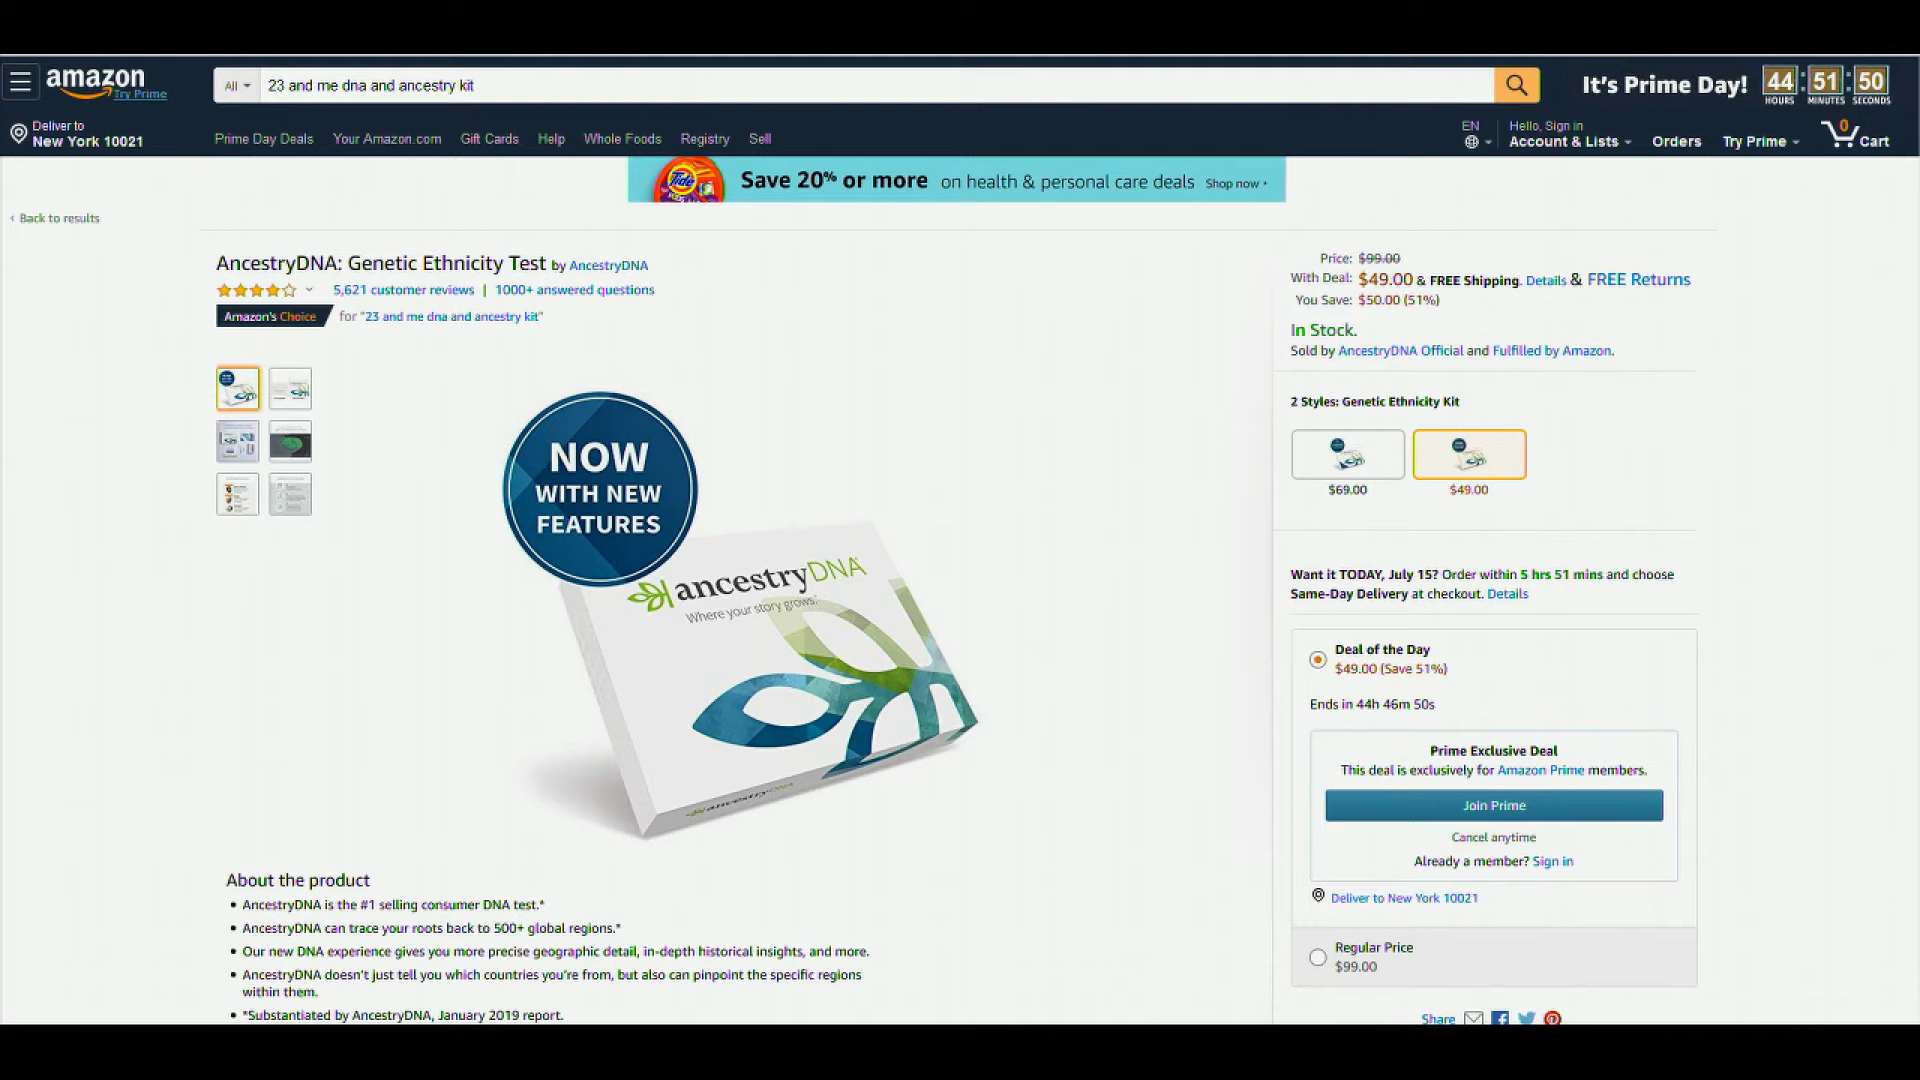 amazon
Try Prime
All
23 and me dna and ancestry kit
It's Prime Day!
44 : 51 : 50
HOURS MINUTES SECONDS
Deliver to
New York 10021
Prime Day Deals Your Amazon.com Gift Cards Help Whole Foods Registry Sell
EN
Hello, Sign in
Account & Lists
Orders
Try Prime
0
Cart
Tide
Save 20% or more on health & personal care deals Shop now ›
‹ Back to results
AncestryDNA: Genetic Ethnicity Test by AncestryDNA
5,621 customer reviews | 1000+ answered questions
Amazon's Choice for "23 and me dna and ancestry kit"
NOW
WITH NEW
FEATURES
ancestryDNA
Where your story grows.
ancestryDNA
Price: $99.00
With Deal: $49.00 & FREE Shipping. Details & FREE Returns
You Save: $50.00 (51%)
In Stock.
Sold by AncestryDNA Official and Fulfilled by Amazon.
2 Styles: Genetic Ethnicity Kit
$69.00 $49.00
Want it TODAY, July 15? Order within 5 hrs 51 mins and choose
Same-Day Delivery at checkout. Details
Deal of the Day
$49.00 (Save 51%)
Ends in 44h 46m 50s
Prime Exclusive Deal
This deal is exclusively for Amazon Prime members.
Join Prime
Cancel anytime
Already a member? Sign in
Deliver to New York 10021
Regular Price
$99.00
Share
About the product
• AncestryDNA is the #1 selling consumer DNA test.*
• AncestryDNA can trace your roots back to 500+ global regions.*
• Our new DNA experience gives you more precise geographic detail, in-depth historical insights, and more.
• AncestryDNA doesn't just tell you which countries you're from, but also can pinpoint the specific regions
within them.
• *Substantiated by AncestryDNA, January 2019 report.